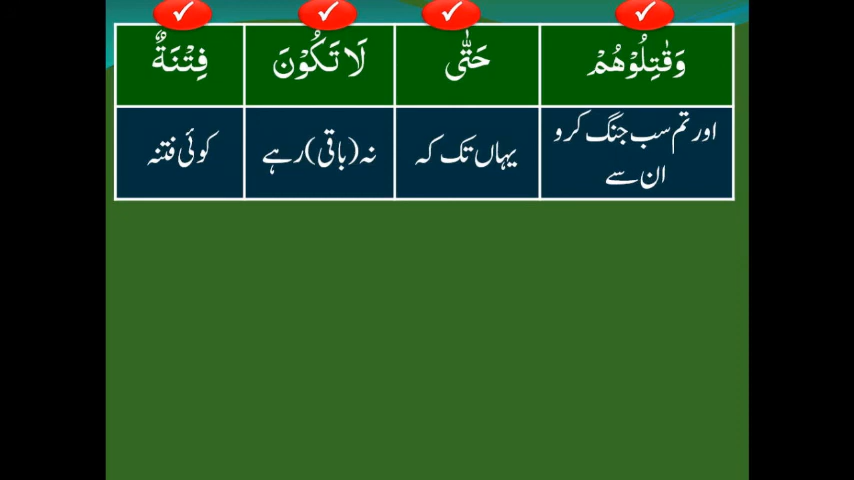 وَقٰتِلُوْهُمْ حَتّٰى لَا تَكُوْنَ فِتْنَةٌ
اور تم سب جنگ کرو ان سے
یہاں تک کہ
نہ (باقی) رہے
کوئی فتنہ